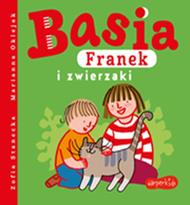 Basia
Franek
i zwierzaki
Zofia Stanecka
Marianna Oklejak
harperkids